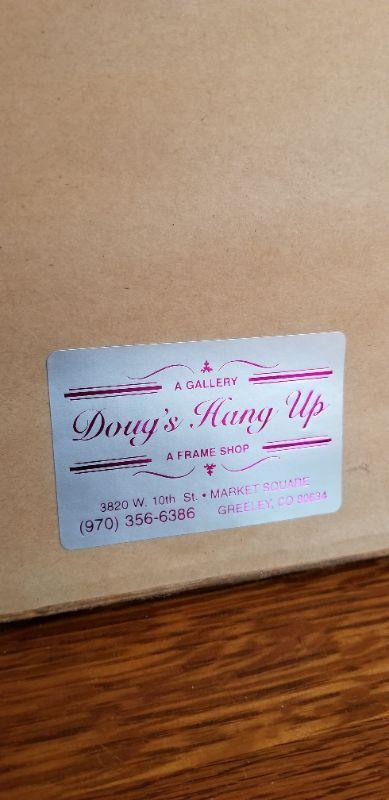 A GALLERY
Doug's Hang Up
A FRAME SHOP
3820 W. 10th St. • MARKET SQUARE
(970) 356-6386 GREELEY, CO 80634